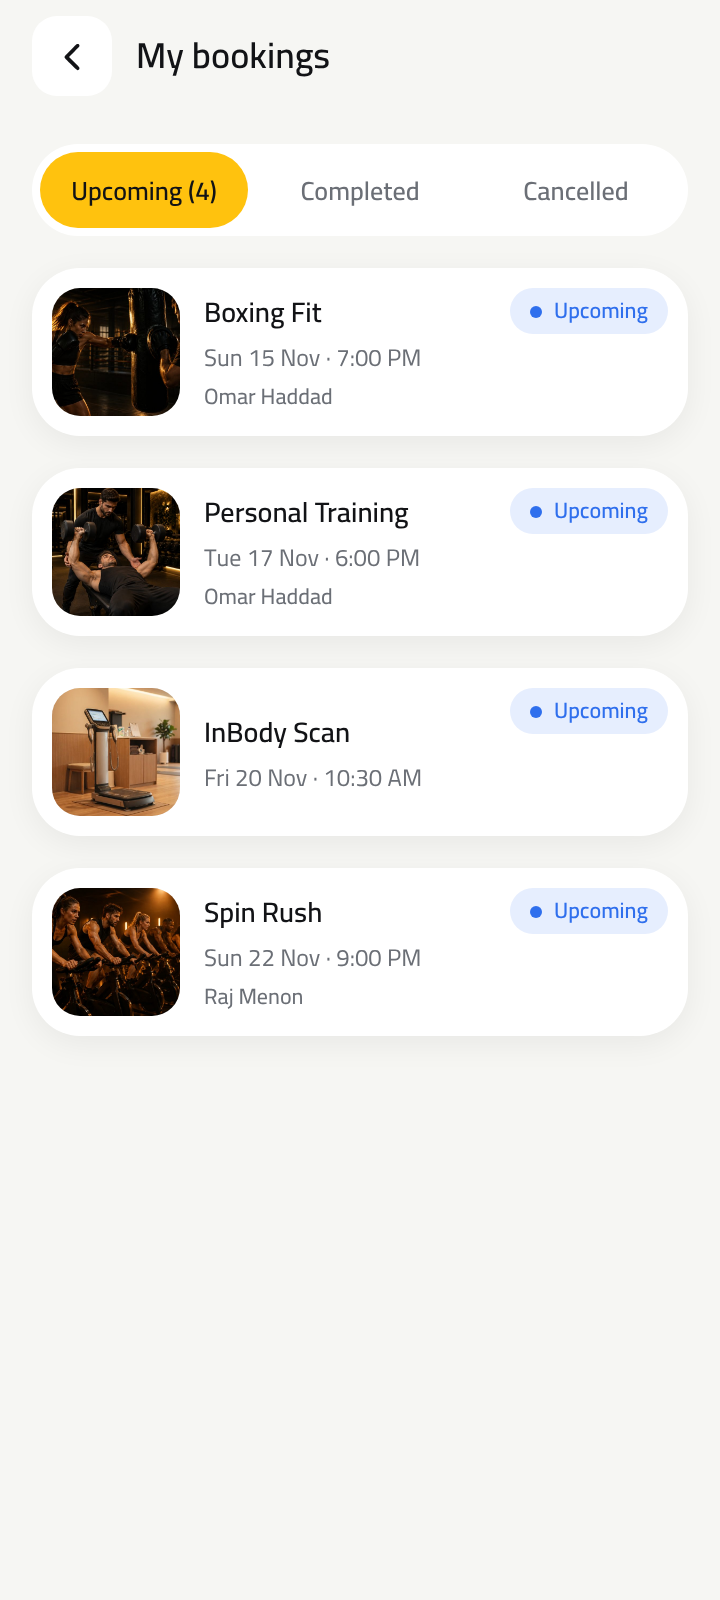 My bookings
Upcoming (4)
Completed
Cancelled
Boxing Fit
Upcoming
Sun 15 Nov · 7:00 PM
Omar Haddad
Personal Training
Upcoming
Tue 17 Nov · 6:00 PM
Omar Haddad
InBody Scan
Upcoming
Fri 20 Nov · 10:30 AM
Spin Rush
Upcoming
Sun 22 Nov · 9:00 PM
Raj Menon